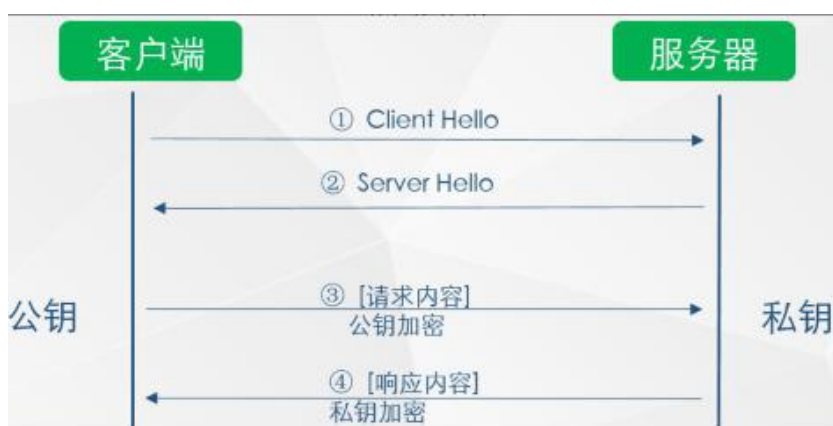 客户端
服务器
① Client Hello
② Server Hello
③ [请求内容]
公钥加密
公钥
私钥
④ [响应内容]
私钥加密